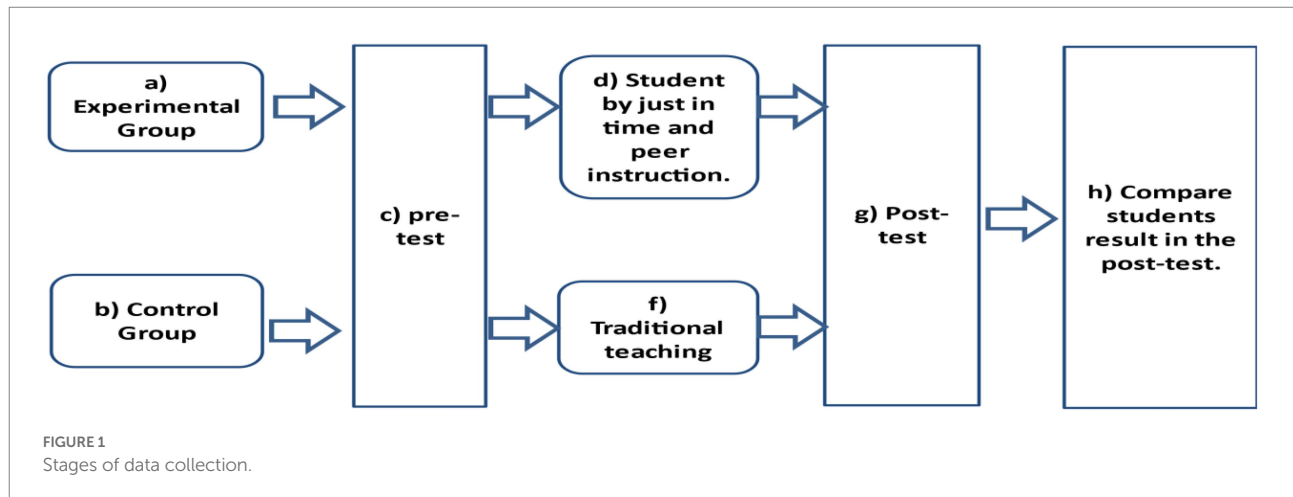 a)
Experimental
Group
b) Control
Group
c) pre-
test
d) Student
by just in
time and
peer
instruction.
f)
Traditional
teaching
g) Post-
test
h) Compare
students
result in the
post-test.
FIGURE 1
Stages of data collection.